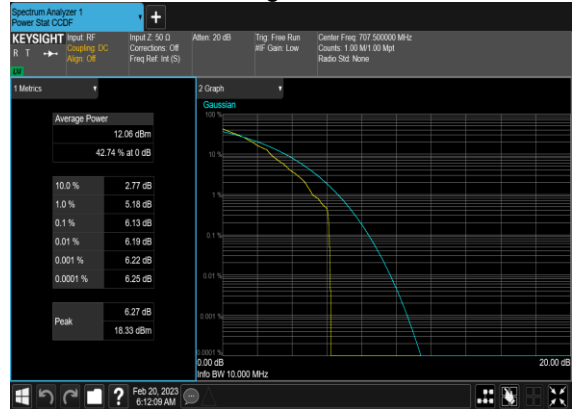 Spectrum Analyzer 1
Power Stat CCDF
+
KEYSIGHT
R T
LW
Input: RF
Coupling: DC
Align: Off
Input Z: 50 Ω
Corrections: Off
Freq Ref: Int (S)
Atten: 20 dB
Trig: Free Run
#IF Gain: Low
Center Freq: 707.500000 MHz
Counts: 1.00 M/1.00 Mpt
Radio Std: None
1 Metrics
Average Power
12.06 dBm
42.74 % at 0 dB
10.0 % 2.77 dB
1.0 % 5.18 dB
0.1 % 6.13 dB
0.01 % 6.19 dB
0.001 % 6.22 dB
0.0001 % 6.25 dB
Peak
6.27 dB
18.33 dBm
2 Graph
Gaussian
100 %
10 %
1 %
0.1 %
0.01 %
0.001 %
0.0001 %
0.00 dB
20.00 dB
Info BW 10.000 MHz
?
Feb 20, 2023
6:12:09 AM